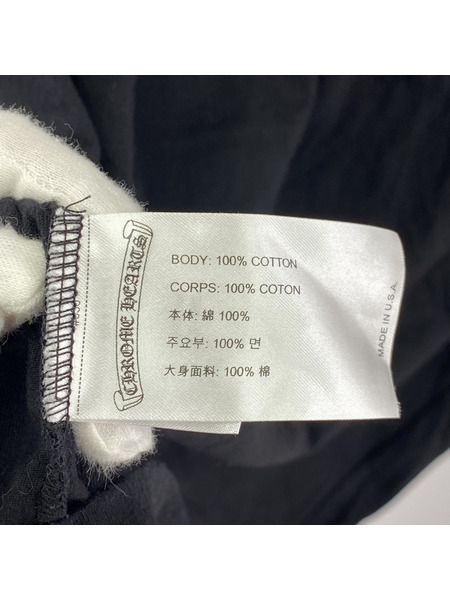 CHROME HEARTS
BODY: 100% COTTON
CORPS: 100% COTON
本体: 綿 100%
주요부: 100% 면
大身面料: 100% 棉
MADE IN U.S.A.